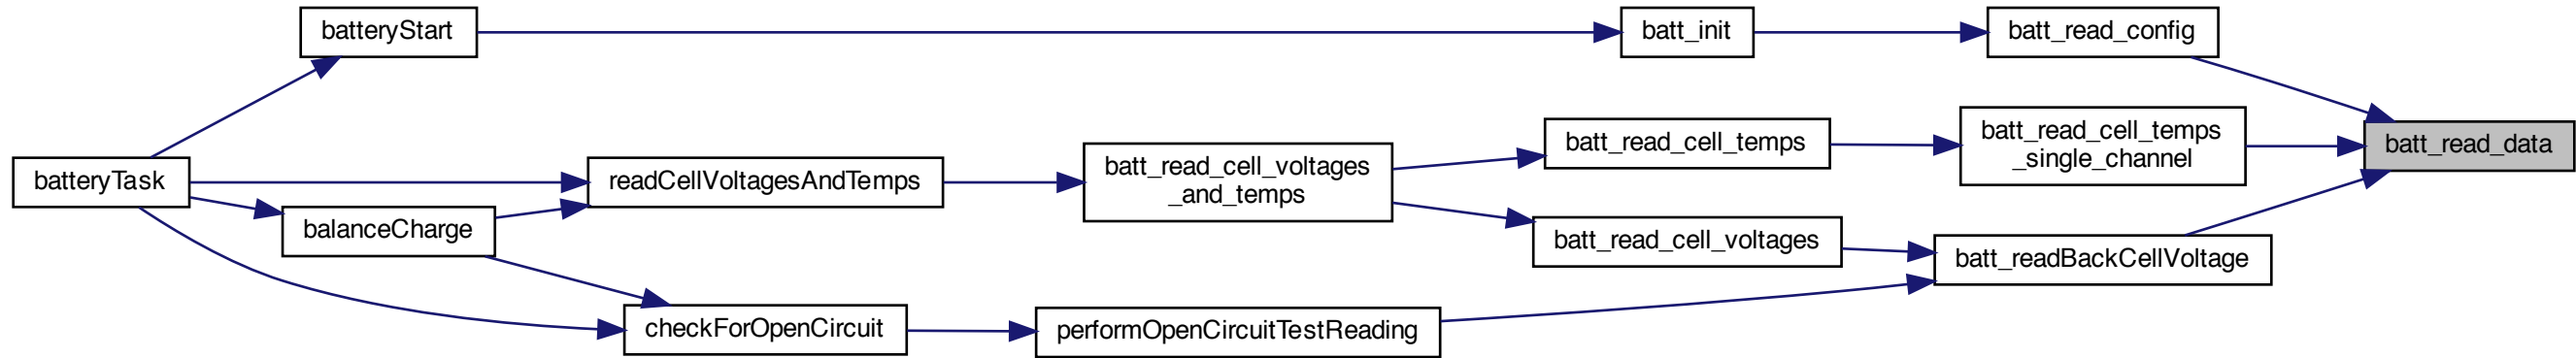 batteryStart
batt_init
batt_read_config
batt_read_cell_temps
_single_channel
batt_read_data
batt_read_cell_temps
batteryTask
readCellVoltagesAndTemps
batt_read_cell_voltages
_and_temps
balanceCharge
batt_read_cell_voltages
batt_readBackCellVoltage
checkForOpenCircuit
performOpenCircuitTestReading